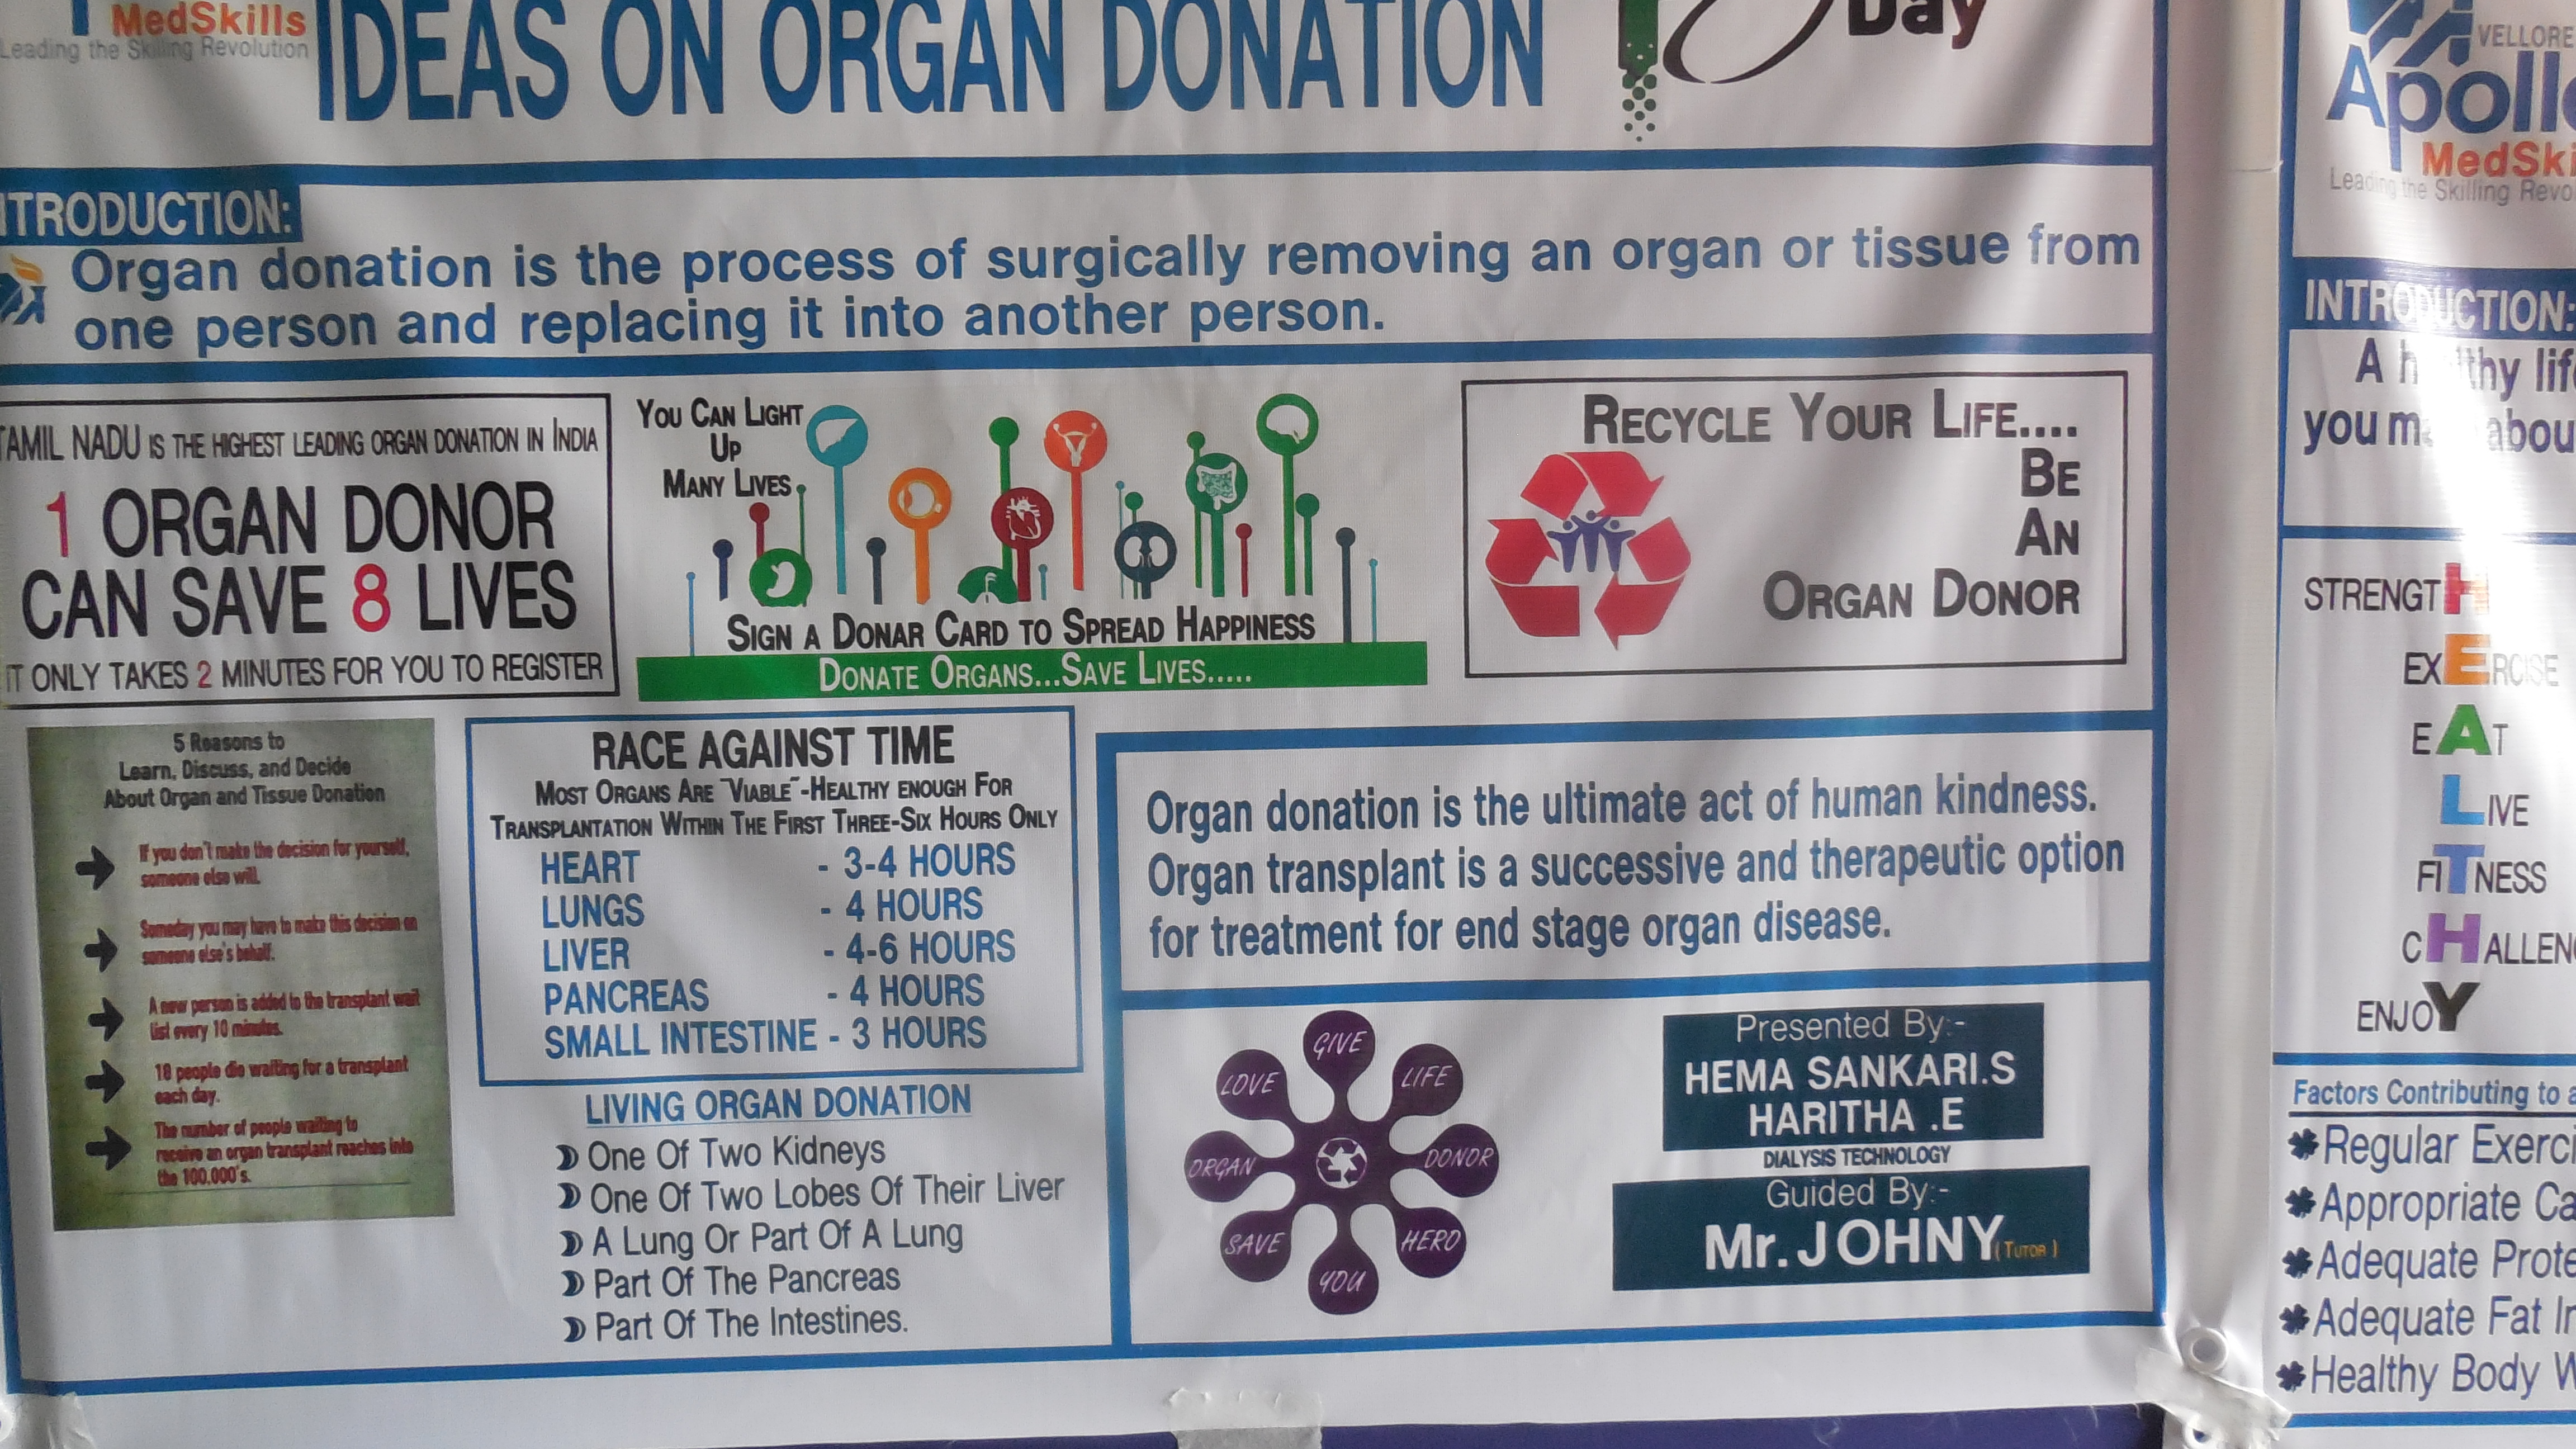 MedSkills
Leading the Skilling Revolution
IDEAS ON ORGAN DONATION
Day
NTRODUCTION:
Organ donation is the process of surgically removing an organ or tissue from
one person and replacing it into another person.
TAMIL NADU IS THE HIGHEST LEADING ORGAN DONATION IN INDIA
1 ORGAN DONOR
CAN SAVE 8 LIVES
IT ONLY TAKES 2 MINUTES FOR YOU TO REGISTER
YOU CAN LIGHT
UP
MANY LIVES
SIGN A DONAR CARD TO SPREAD HAPPINESS
DONATE ORGANS...SAVE LIVES.....
RECYCLE YOUR LIFE....
BE
AN
ORGAN DONOR
5 Reasons to
Learn, Discuss, and Decide
About Organ and Tissue Donation
If you don't make the decision for yourself,
someone else will.
Someday you may have to make this decision on
someone else's behalf.
A new person is added to the transplant wait
list every 10 minutes.
18 people die waiting for a transplant
each day.
The number of people waiting to
receive an organ transplant reaches into
the 100,000's.
RACE AGAINST TIME
MOST ORGANS ARE "VIABLE"-HEALTHY ENOUGH FOR
TRANSPLANTATION WITHIN THE FIRST THREE-SIX HOURS ONLY
HEART - 3-4 HOURS
LUNGS - 4 HOURS
LIVER - 4-6 HOURS
PANCREAS - 4 HOURS
SMALL INTESTINE - 3 HOURS
LIVING ORGAN DONATION
One Of Two Kidneys
One Of Two Lobes Of Their Liver
A Lung Or Part Of A Lung
Part Of The Pancreas
Part Of The Intestines.
Organ donation is the ultimate act of human kindness.
Organ transplant is a successive and therapeutic option
for treatment for end stage organ disease.
GIVE
LIFE
DONOR
HERO
YOU
SAVE
ORGAN
LOVE
Presented By:-
HEMA SANKARI.S
HARITHA .E
DIALYSIS TECHNOLOGY
Guided By:-
Mr.JOHNY (TUTOR)
VELLORE
Apollo
MedSki
Leading the Skilling Revo
INTRODUCTION:
A healthy life
you m abou
STRENGTH
EXERCISE
EAT
LIVE
FITNESS
CHALLEN
ENJOY
Factors Contributing to a
Regular Exerci
Appropriate Ca
Adequate Prote
Adequate Fat In
Healthy Body W